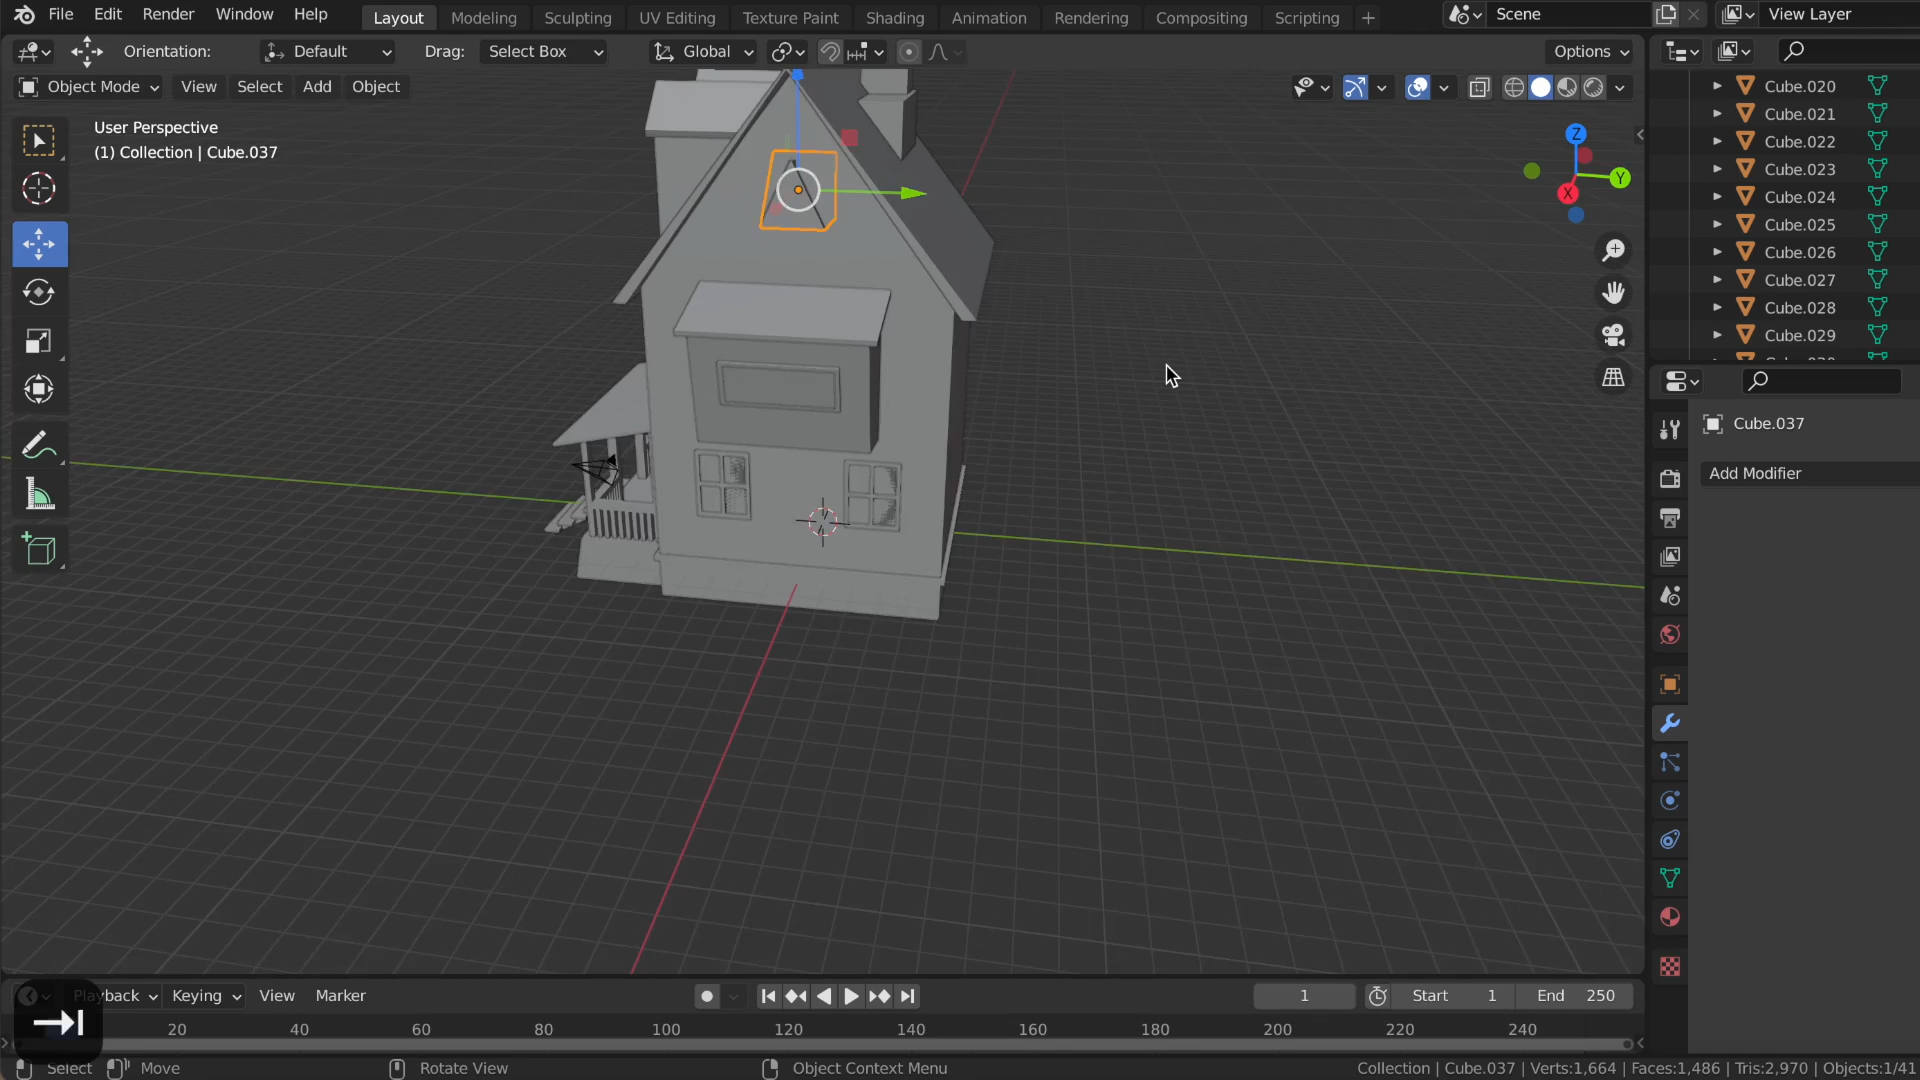 File Edit Render Window Help Layout Modeling Sculpting UV Editing Texture Paint Shading Animation Rendering Compositing Scripting + Scene View Layer
Orientation: Default Drag: Select Box Global Options
Object Mode View Select Add Object
User Perspective
(1) Collection | Cube.037
Z
Y
X
Cube.020
Cube.021
Cube.022
Cube.023
Cube.024
Cube.025
Cube.026
Cube.027
Cube.028
Cube.029
Cube.037
Add Modifier
Playback Keying View Marker 1 Start 1 End 250
20 40 60 80 100 120 140 160 180 200 220 240
Select Move Rotate View Object Context Menu Collection | Cube.037 | Verts:1,664 | Faces:1,486 | Tris:2,970 | Objects:1/41